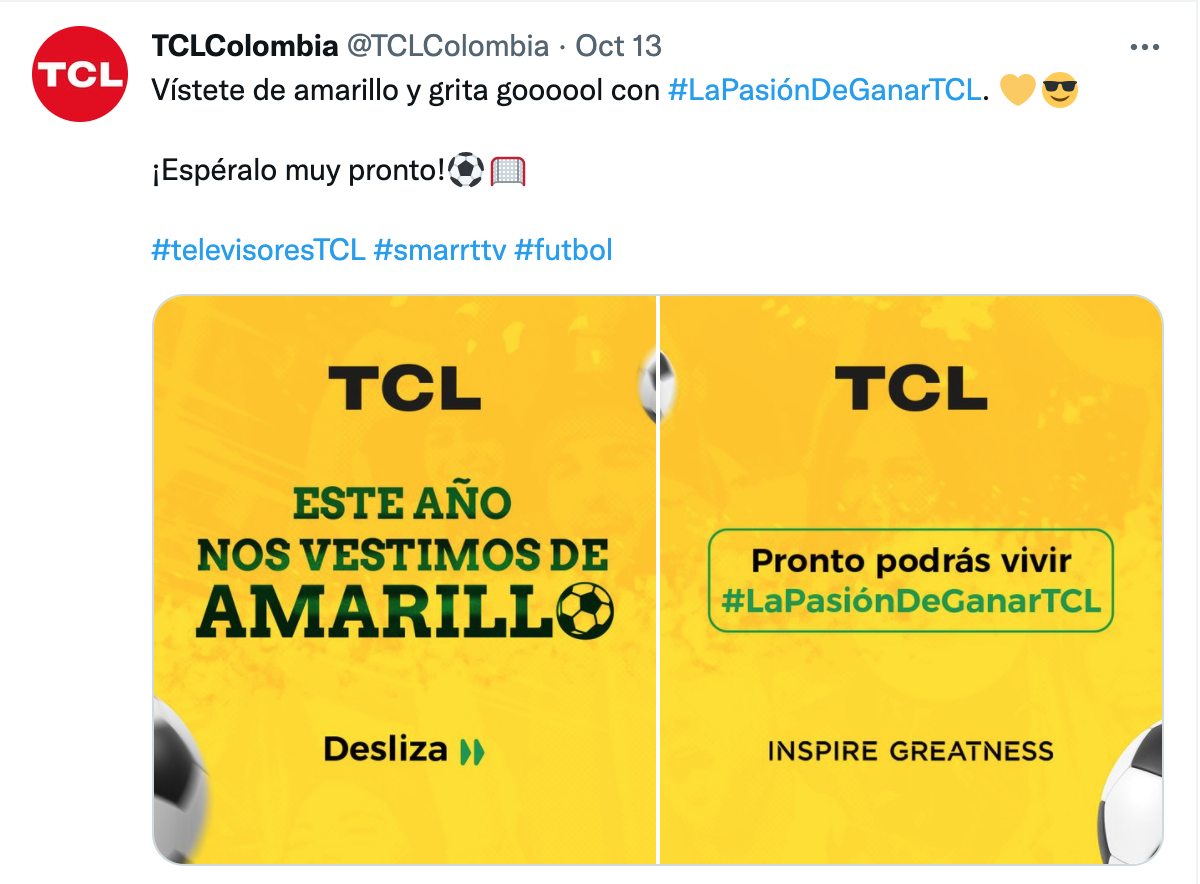 TCL
TCLColombia @TCLColombia · Oct 13
Vístete de amarillo y grita goooool con #LaPasiónDeGanarTCL. 💛😎
¡Espéralo muy pronto!⚽🥅
#televisoresTCL #smarrttv #futbol
TCL
ESTE AÑO
NOS VESTIMOS DE
AMARILLO
Desliza
TCL
Pronto podrás vivir
#LaPasiónDeGanarTCL
INSPIRE GREATNESS